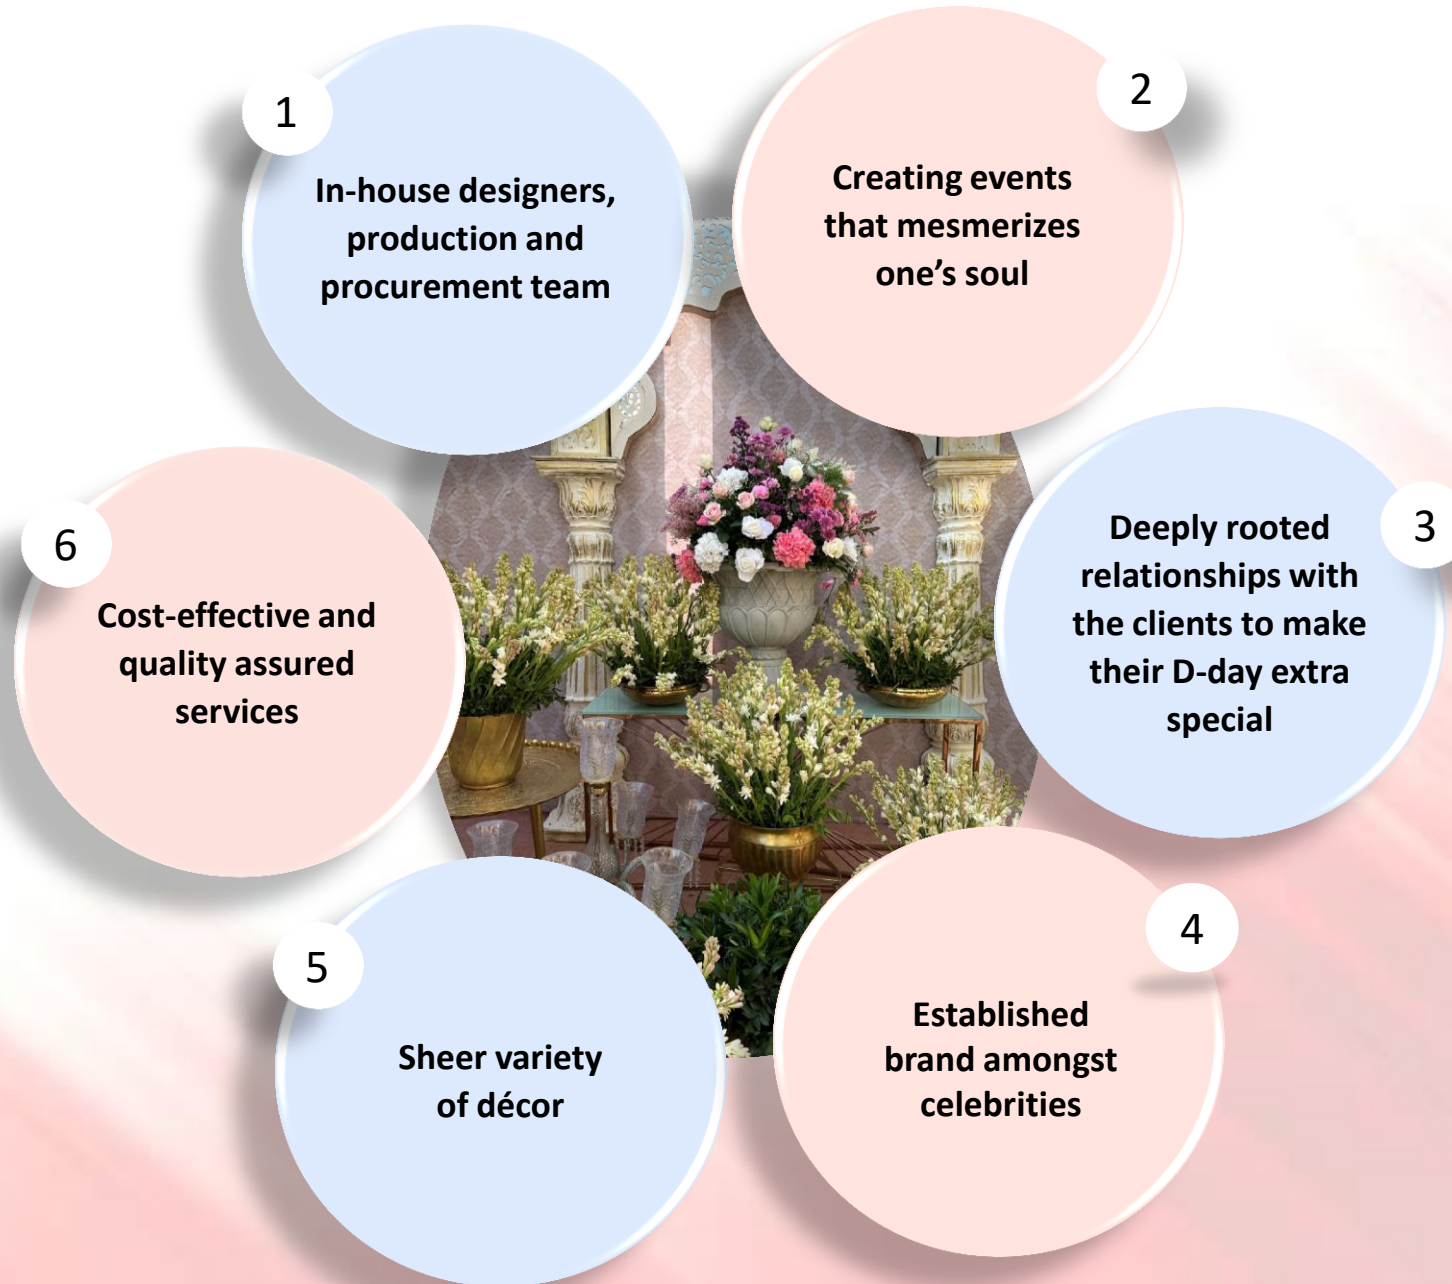 1
In-house designers,
production and
procurement team
2
Creating events
that mesmerizes
one’s soul
3
Deeply rooted
relationships with
the clients to make
their D-day extra
special
4
Established
brand amongst
celebrities
5
Sheer variety
of décor
6
Cost-effective and
quality assured
services